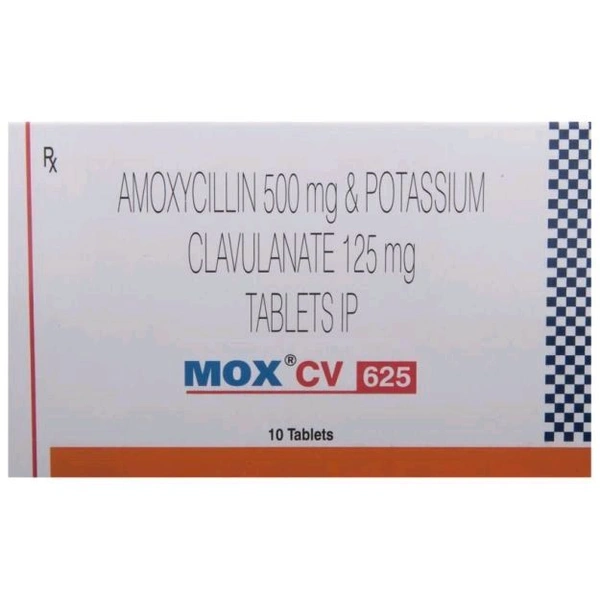 Rx
AMOXYCILLIN 500 mg & POTASSIUM
CLAVULANATE 125 mg
TABLETS IP
MOX® CV 625
10 Tablets